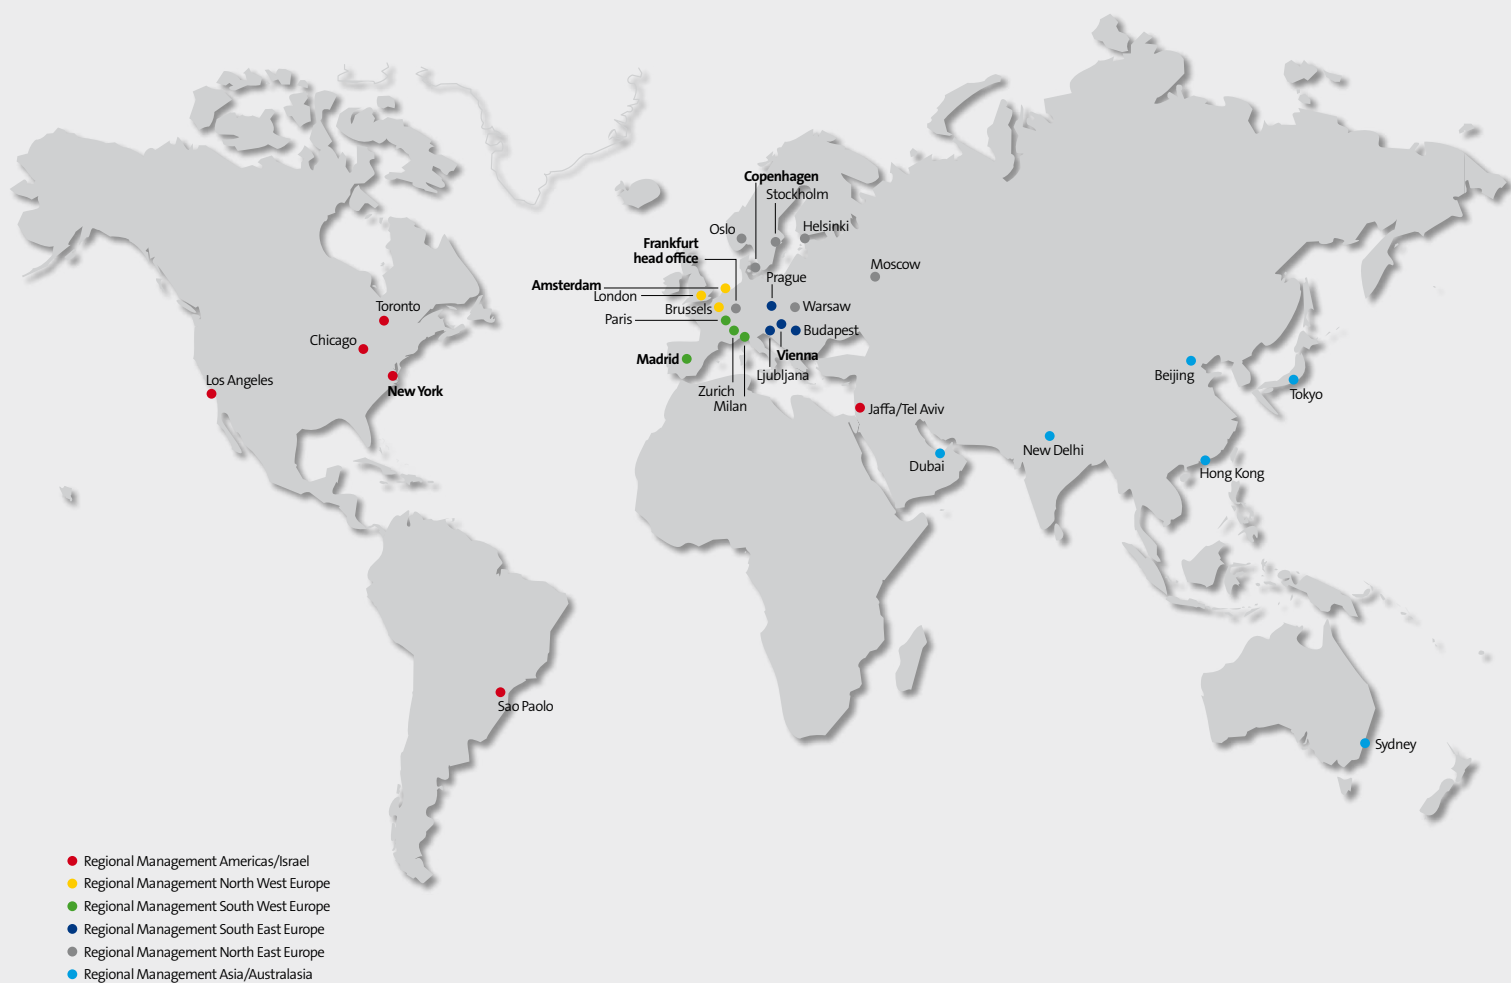 Copenhagen
Stockholm
Oslo
Helsinki
Frankfurt
head office
Moscow
Prague
Amsterdam
London
Toronto
Brussels
Warsaw
Paris
Budapest
Chicago
Madrid
Vienna
Ljubljana
Beijing
Los Angeles
New York
Zurich
Tokyo
Milan
Jaffa/Tel Aviv
New Delhi
Dubai
Hong Kong
Sao Paolo
Sydney
Regional Management Americas/Israel
Regional Management North West Europe
Regional Management South West Europe
Regional Management South East Europe
Regional Management North East Europe
Regional Management Asia/Australasia